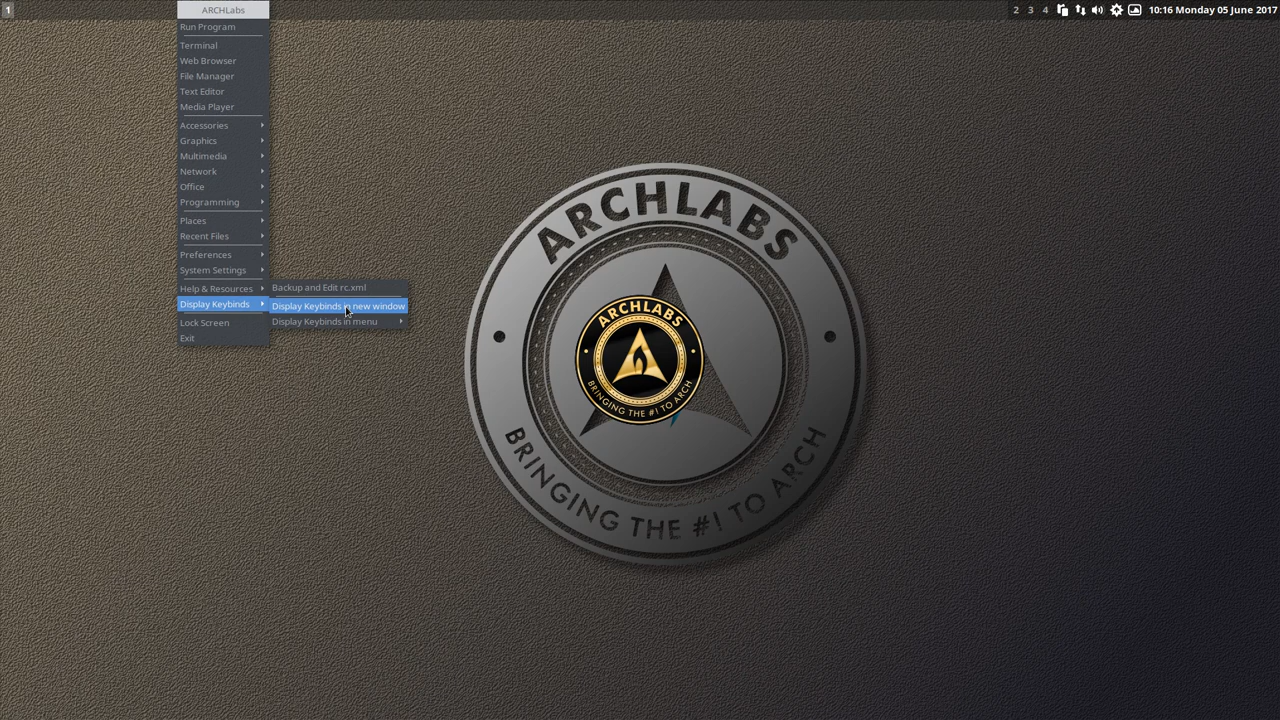 1
2 3 4
10:16 Monday 05 June 2017
ARCHLabs
Run Program
Terminal
Web Browser
File Manager
Text Editor
Media Player
Accessories
Graphics
Multimedia
Network
Office
Programming
Places
Recent Files
Preferences
System Settings
Help & Resources
Display Keybinds
Lock Screen
Exit
Backup and Edit rc.xml
Display Keybinds in new window
Display Keybinds in menu
ARCHLABS
BRINGING THE #! TO ARCH
ARCHLABS
BRINGING THE #! TO ARCH